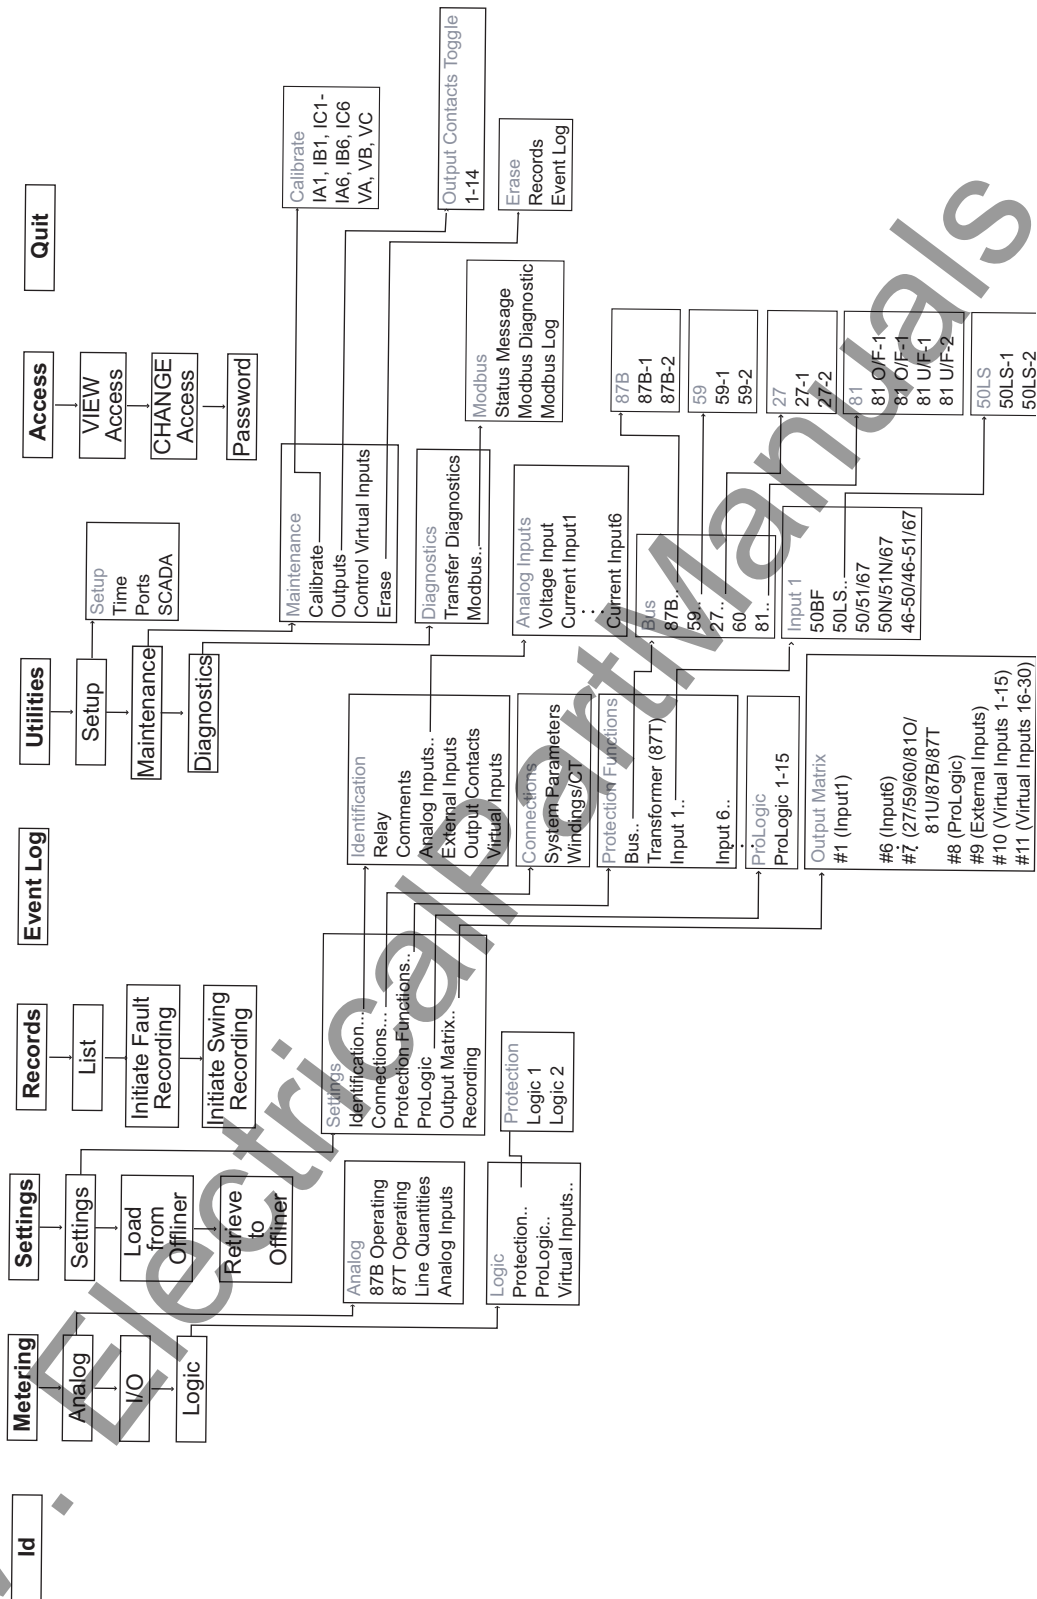 Id
Metering
Analog
I/O
Logic
Analog
87B Operating
87T Operating
Line Quantities
Analog Inputs
Logic
Protection..
ProLogic..
Virtual Inputs..
Protection
Logic 1
Logic 2
Settings
Settings
Load
from
Offliner
Retrieve
to
Offliner
Settings
Identification...
Connections...
Protection Functions..
ProLogic
Output Matrix..
Recording
Identification
Relay
Comments
Analog Inputs..
External Inputs
Output Contacts
Virtual Inputs
Analog Inputs
Voltage Input
Current Input1
Current Input6
Connections
System Parameters
Windings/CT
Protection Functions
Bus..
Transformer (87T)
Input 1..
Input 6..
Bus
87B..
59..
27..
60
81..
87B
87B-1
87B-2
59
59-1
59-2
27
27-1
27-2
81
81 O/F-1
81 O/F-1
81 U/F-1
81 U/F-2
Input 1
50BF
50LS..
50/51/67
50N/51N/67
46-50/46-51/67
50LS
50LS-1
50LS-2
ProLogic
ProLogic 1-15
Output Matrix
#1 (Input1)
#6 (Input6)
#7 (27/59/60/81O/
81U/87B/87T
#8 (ProLogic)
#9 (External Inputs)
#10 (Virtual Inputs 1-15)
#11 (Virtual Inputs 16-30)
Records
List
Initiate Fault
Recording
Initiate Swing
Recording
Event Log
Utilities
Setup
Maintenance
Diagnostics
Setup
Time
Ports
SCADA
Maintenance
Calibrate
Outputs
Control Virtual Inputs
Erase
Calibrate
IA1, IB1, IC1-
IA6, IB6, IC6
VA, VB, VC
Output Contacts Toggle
1-14
Erase
Records
Event Log
Diagnostics
Transfer Diagnostics
Modbus..
Modbus
Status Message
Modbus Diagnostic
Modbus Log
Access
VIEW
Access
CHANGE
Access
Password
Quit
. ElectricalPartManuals